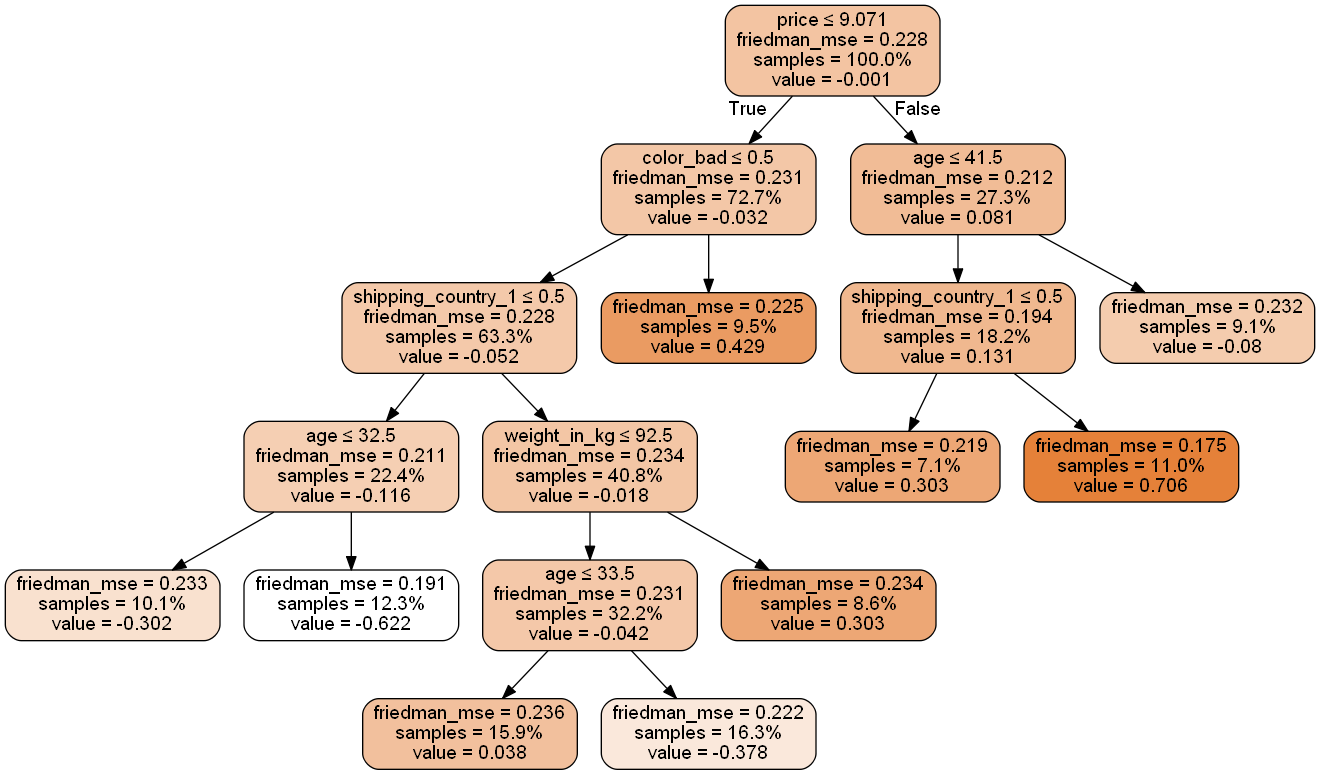 price ≤ 9.071
friedman_mse = 0.228
samples = 100.0%
value = -0.001
True
False
color_bad ≤ 0.5
friedman_mse = 0.231
samples = 72.7%
value = -0.032
age ≤ 41.5
friedman_mse = 0.212
samples = 27.3%
value = 0.081
shipping_country_1 ≤ 0.5
friedman_mse = 0.228
samples = 63.3%
value = -0.052
friedman_mse = 0.225
samples = 9.5%
value = 0.429
shipping_country_1 ≤ 0.5
friedman_mse = 0.194
samples = 18.2%
value = 0.131
friedman_mse = 0.232
samples = 9.1%
value = -0.08
age ≤ 32.5
friedman_mse = 0.211
samples = 22.4%
value = -0.116
weight_in_kg ≤ 92.5
friedman_mse = 0.234
samples = 40.8%
value = -0.018
friedman_mse = 0.219
samples = 7.1%
value = 0.303
friedman_mse = 0.175
samples = 11.0%
value = 0.706
friedman_mse = 0.233
samples = 10.1%
value = -0.302
friedman_mse = 0.191
samples = 12.3%
value = -0.622
age ≤ 33.5
friedman_mse = 0.231
samples = 32.2%
value = -0.042
friedman_mse = 0.234
samples = 8.6%
value = 0.303
friedman_mse = 0.236
samples = 15.9%
value = 0.038
friedman_mse = 0.222
samples = 16.3%
value = -0.378